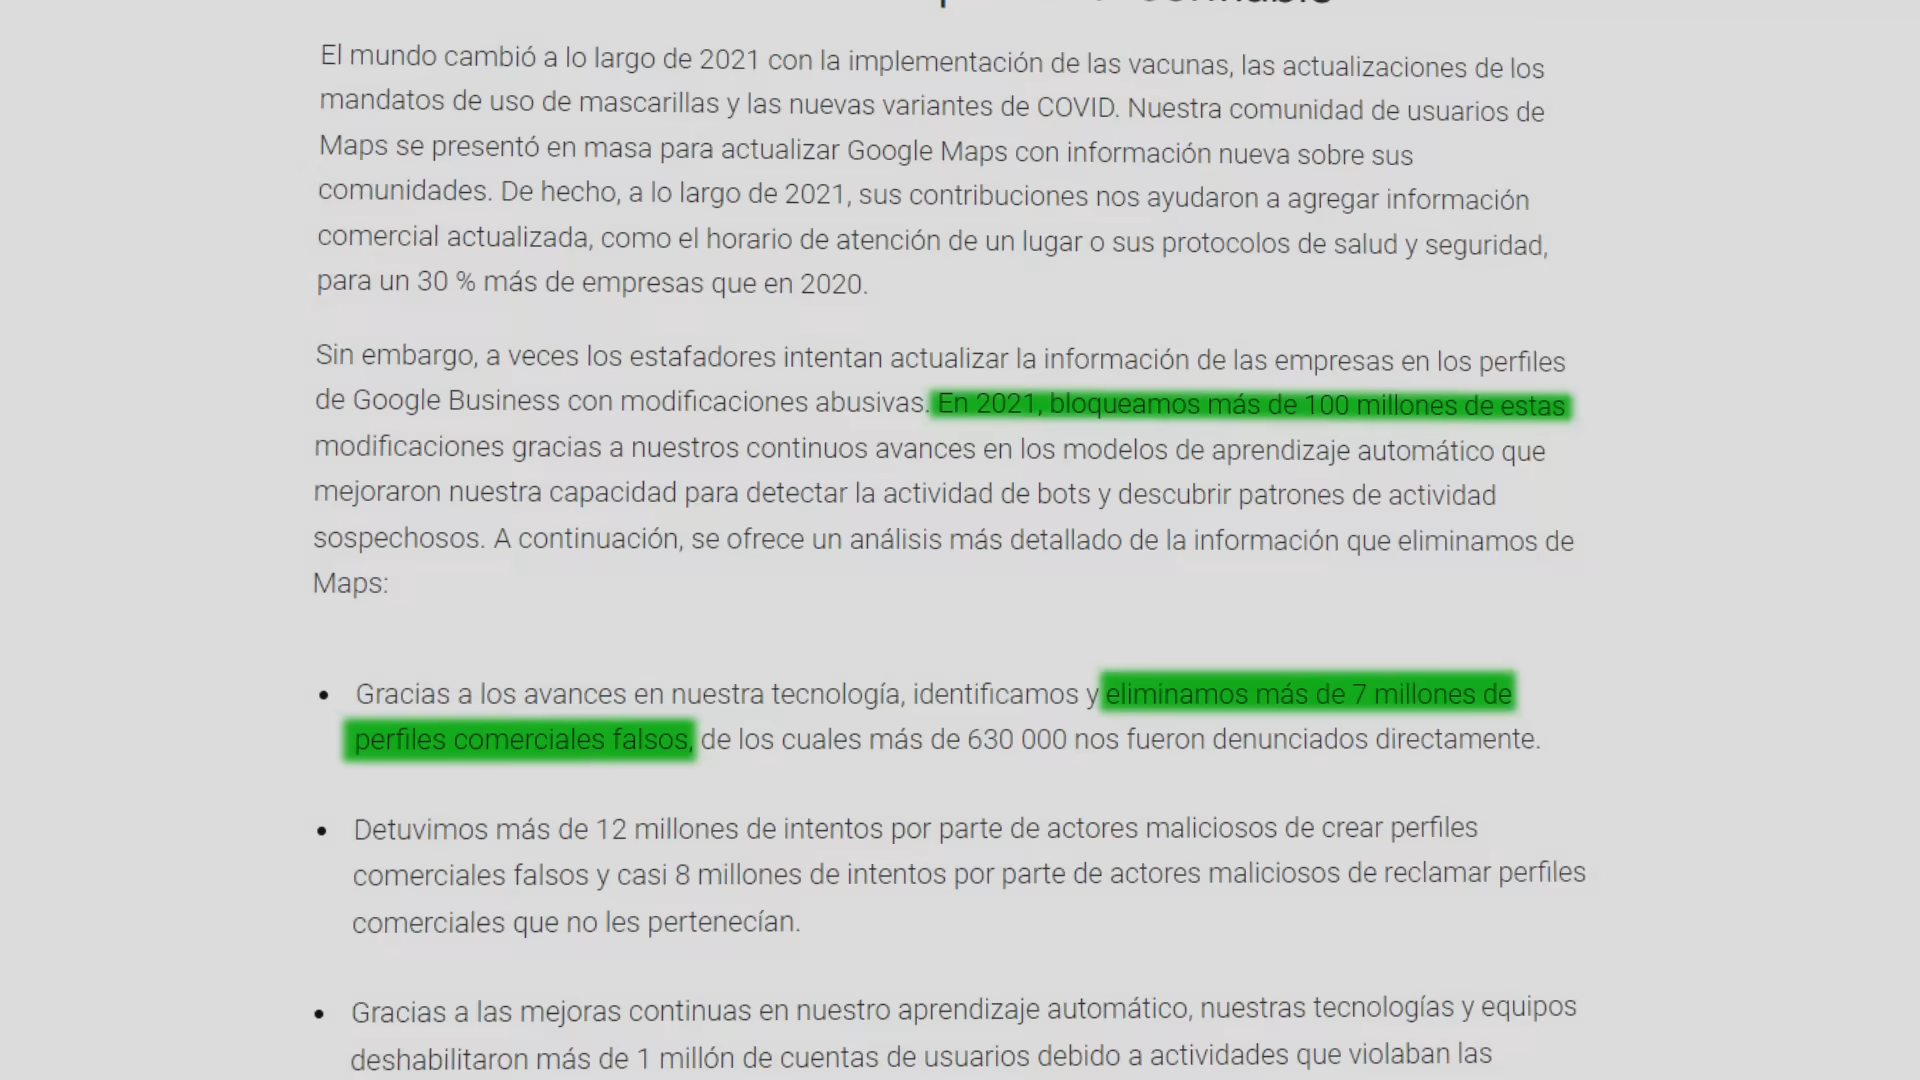 El mundo cambió a lo largo de 2021 con la implementación de las vacunas, las actualizaciones de los
mandatos de uso de mascarillas y las nuevas variantes de COVID. Nuestra comunidad de usuarios de
Maps se presentó en masa para actualizar Google Maps con información nueva sobre sus
comunidades. De hecho, a lo largo de 2021, sus contribuciones nos ayudaron a agregar información
comercial actualizada, como el horario de atención de un lugar o sus protocolos de salud y seguridad,
para un 30 % más de empresas que en 2020.
Sin embargo, a veces los estafadores intentan actualizar la información de las empresas en los perfiles
de Google Business con modificaciones abusivas. En 2021, bloqueamos más de 100 millones de estas
modificaciones gracias a nuestros continuos avances en los modelos de aprendizaje automático que
mejoraron nuestra capacidad para detectar la actividad de bots y descubrir patrones de actividad
sospechosos. A continuación, se ofrece un análisis más detallado de la información que eliminamos de
Maps:
• Gracias a los avances en nuestra tecnología, identificamos y eliminamos más de 7 millones de
perfiles comerciales falsos, de los cuales más de 630 000 nos fueron denunciados directamente.
• Detuvimos más de 12 millones de intentos por parte de actores maliciosos de crear perfiles
comerciales falsos y casi 8 millones de intentos por parte de actores maliciosos de reclamar perfiles
comerciales que no les pertenecían.
• Gracias a las mejoras continuas en nuestro aprendizaje automático, nuestras tecnologías y equipos
deshabilitaron más de 1 millón de cuentas de usuarios debido a actividades que violaban las